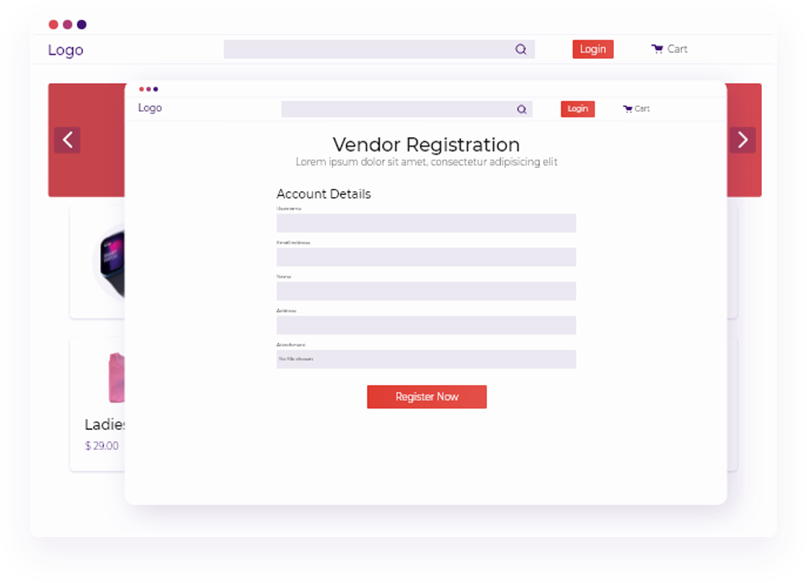 Logo
Login
Cart
Logo
Login
Cart
Vendor Registration
Lorem ipsum dolor sit amet, consectetur adipisicing elit
Account Details
Username
Email address
Name
Address
Attachment
No file chosen
Register Now
Ladies
$ 29.00